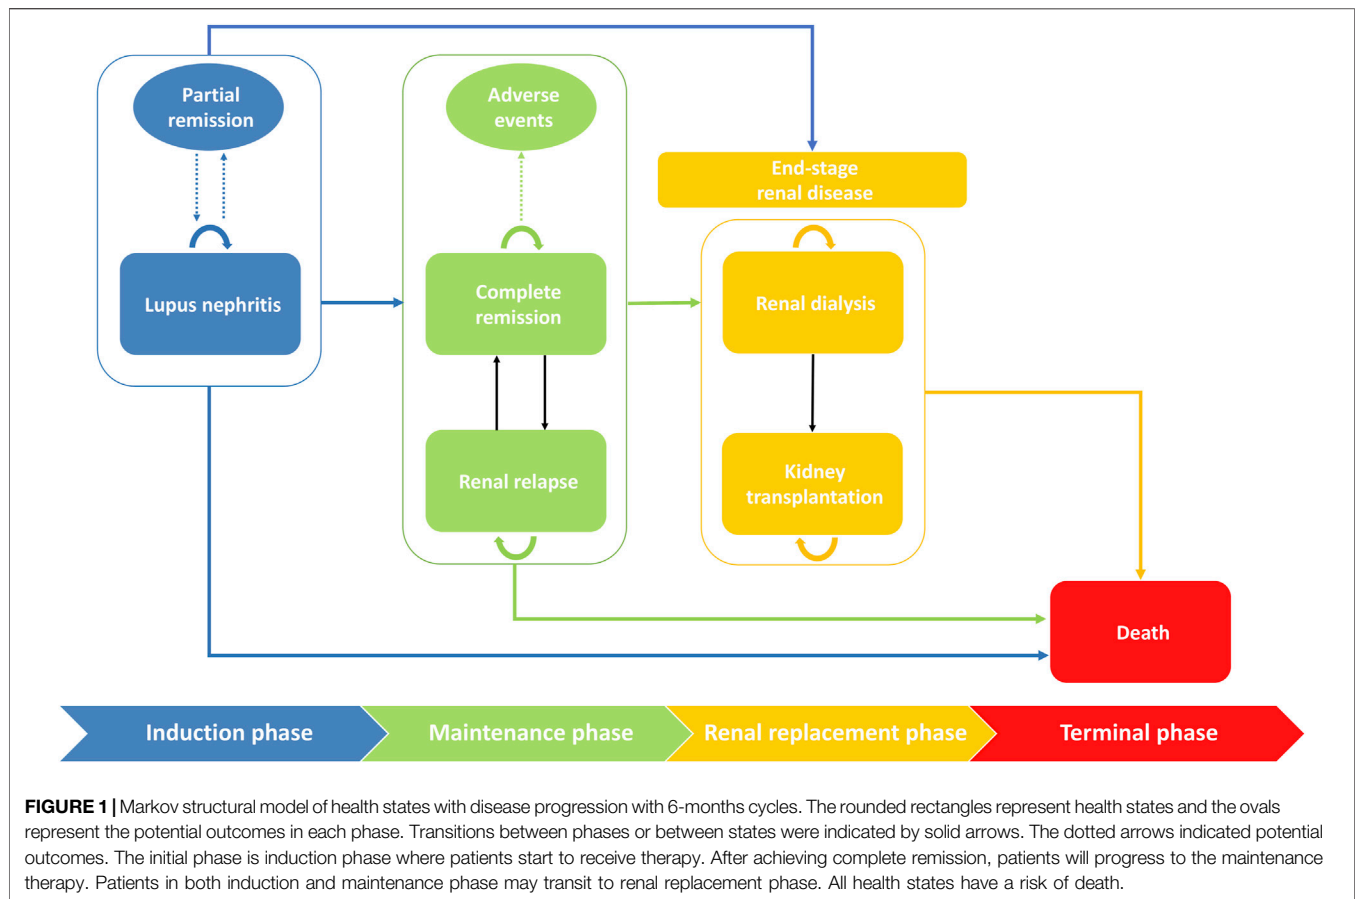 Partial
remission
Adverse
events
End-stage
renal disease
Lupus nephritis
Complete
remission
Renal dialysis
Renal relapse
Kidney
transplantation
Death
Induction phase
Maintenance phase
Renal replacement phase
Terminal phase
FIGURE 1 | Markov structural model of health states with disease progression with 6-months cycles. The rounded rectangles represent health states and the ovals
represent the potential outcomes in each phase. Transitions between phases or between states were indicated by solid arrows. The dotted arrows indicated potential
outcomes. The initial phase is induction phase where patients start to receive therapy. After achieving complete remission, patients will progress to the maintenance
therapy. Patients in both induction and maintenance phase may transit to renal replacement phase. All health states have a risk of death.